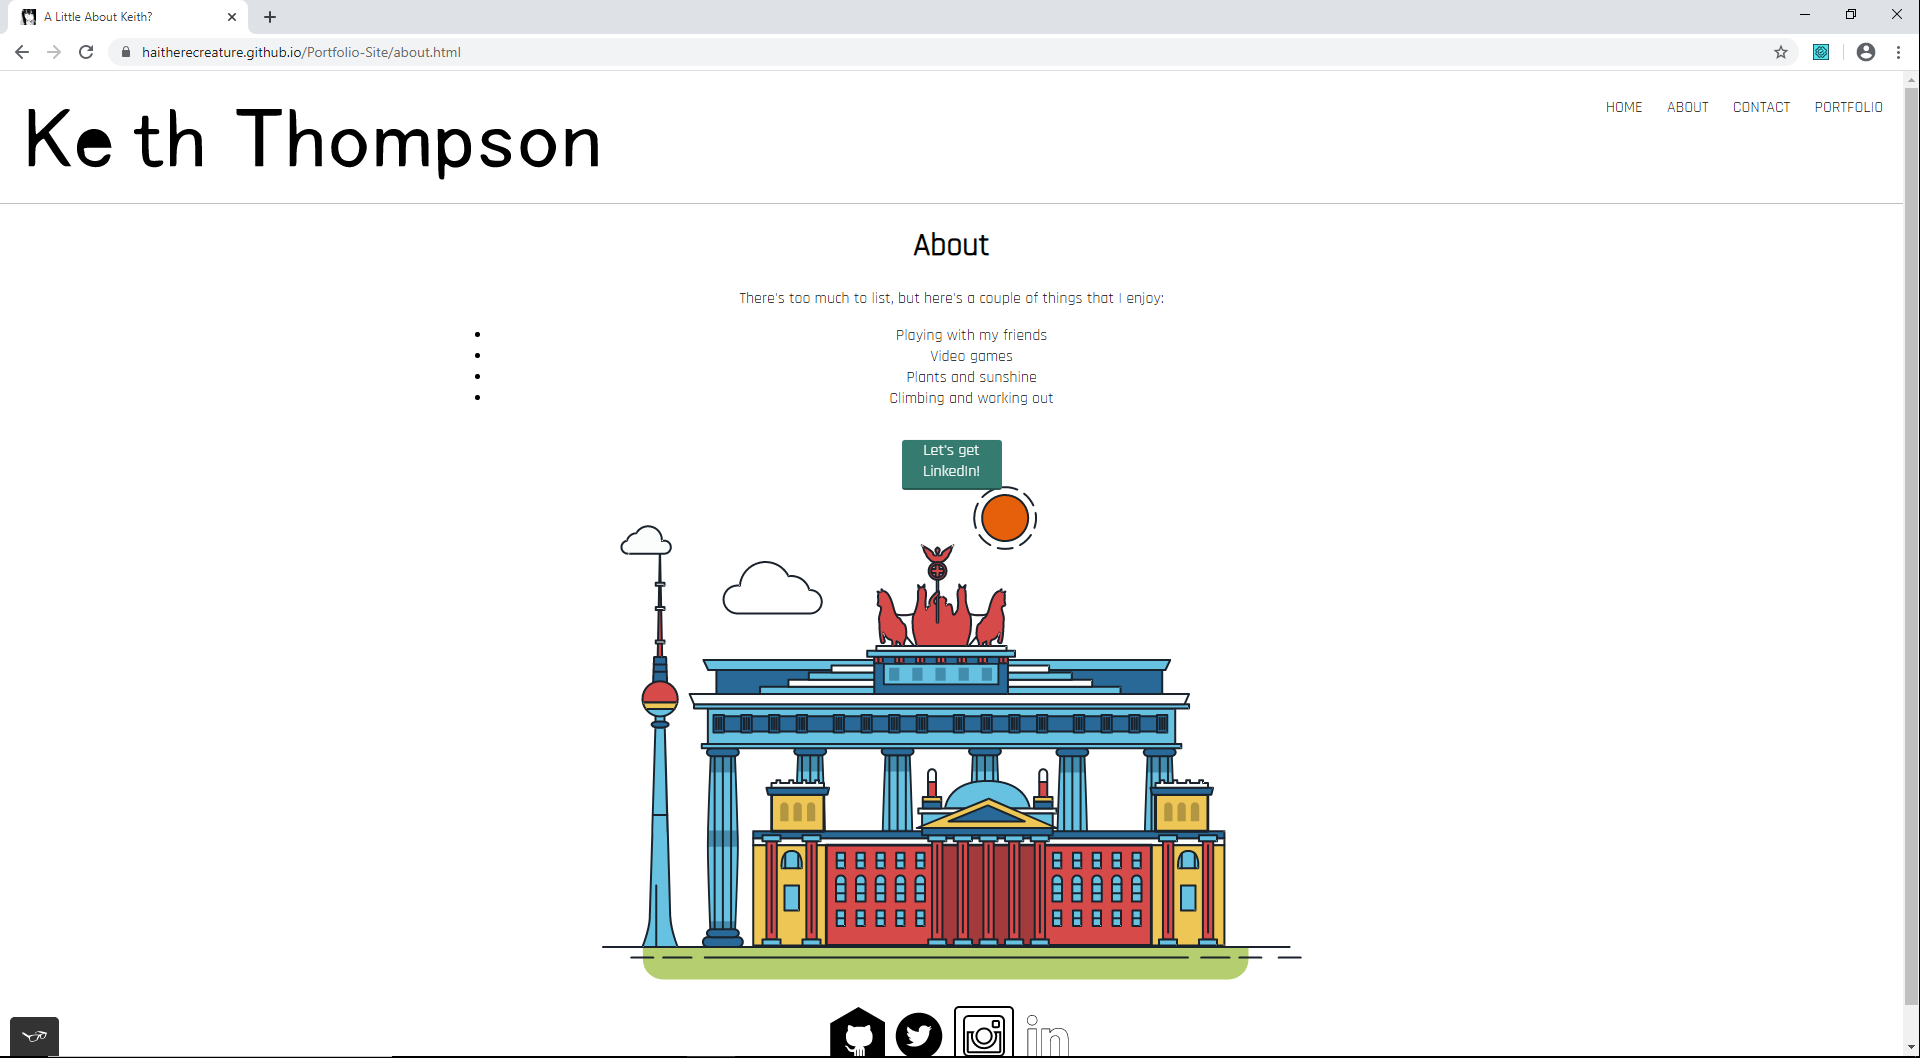 A Little About Keith?
haitherecreature.github.io/Portfolio-Site/about.html
Ke th Thompson
HOME ABOUT CONTACT PORTFOLIO
About
There's too much to list, but here's a couple of things that I enjoy:
Playing with my friends
Video games
Plants and sunshine
Climbing and working out
Let's get
LinkedIn!
in